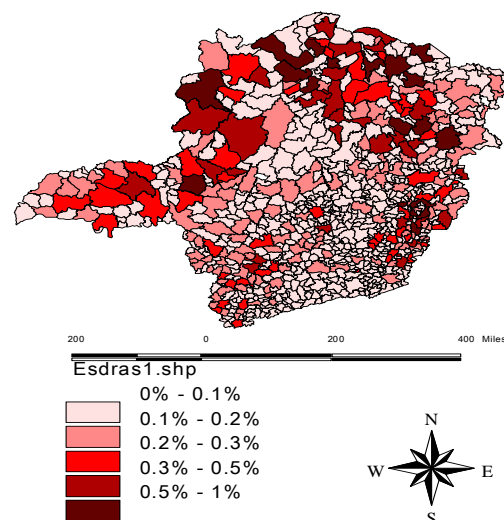 200 0 200 400 Miles
Esdras1.shp
0% - 0.1%
0.1% - 0.2%
0.2% - 0.3%
0.3% - 0.5%
0.5% - 1%
N
W E
S